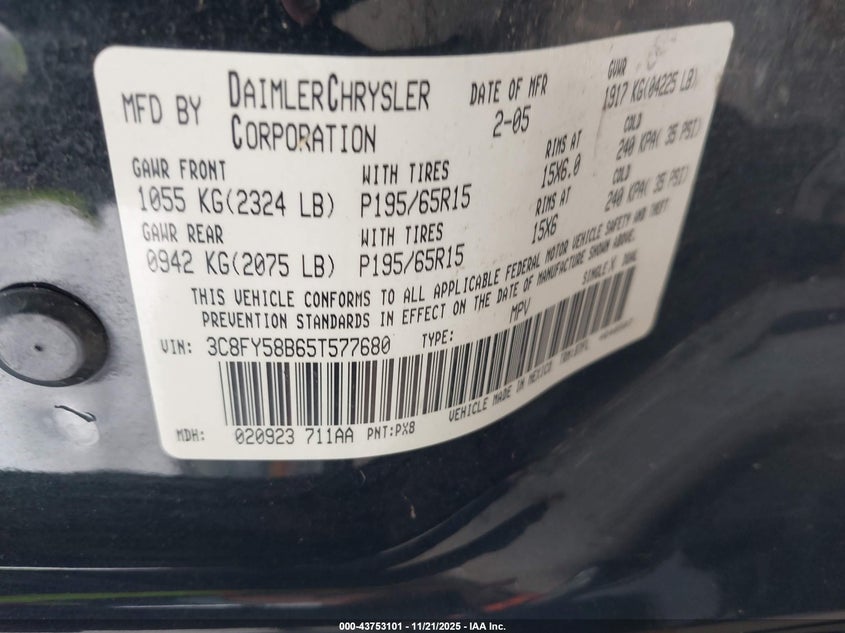 MFD BY DAIMLERCHRYSLER CORPORATION
DATE OF MFR 2-05
GVWR 1917 KG(04225 LB)
GAWR FRONT WITH TIRES RIMS AT COLD
1055 KG(2324 LB) P195/65R15 15X6.0 240 KPA( 35 PSI)
GAWR REAR WITH TIRES RIMS AT COLD
0942 KG(2075 LB) P195/65R15 15X6 240 KPA( 35 PSI)
THIS VEHICLE CONFORMS TO ALL APPLICABLE FEDERAL MOTOR VEHICLE SAFETY AND THEFT
PREVENTION STANDARDS IN EFFECT ON THE DATE OF MANUFACTURE SHOWN ABOVE.
VIN: 3C8FY58B65T577680 TYPE: MPV SINGLE X DUAL
MDH: 020923 711AA PNT:PX8 VEHICLE MADE IN MEXICO
000-43753101 - 11/21/2025 - IAA Inc.